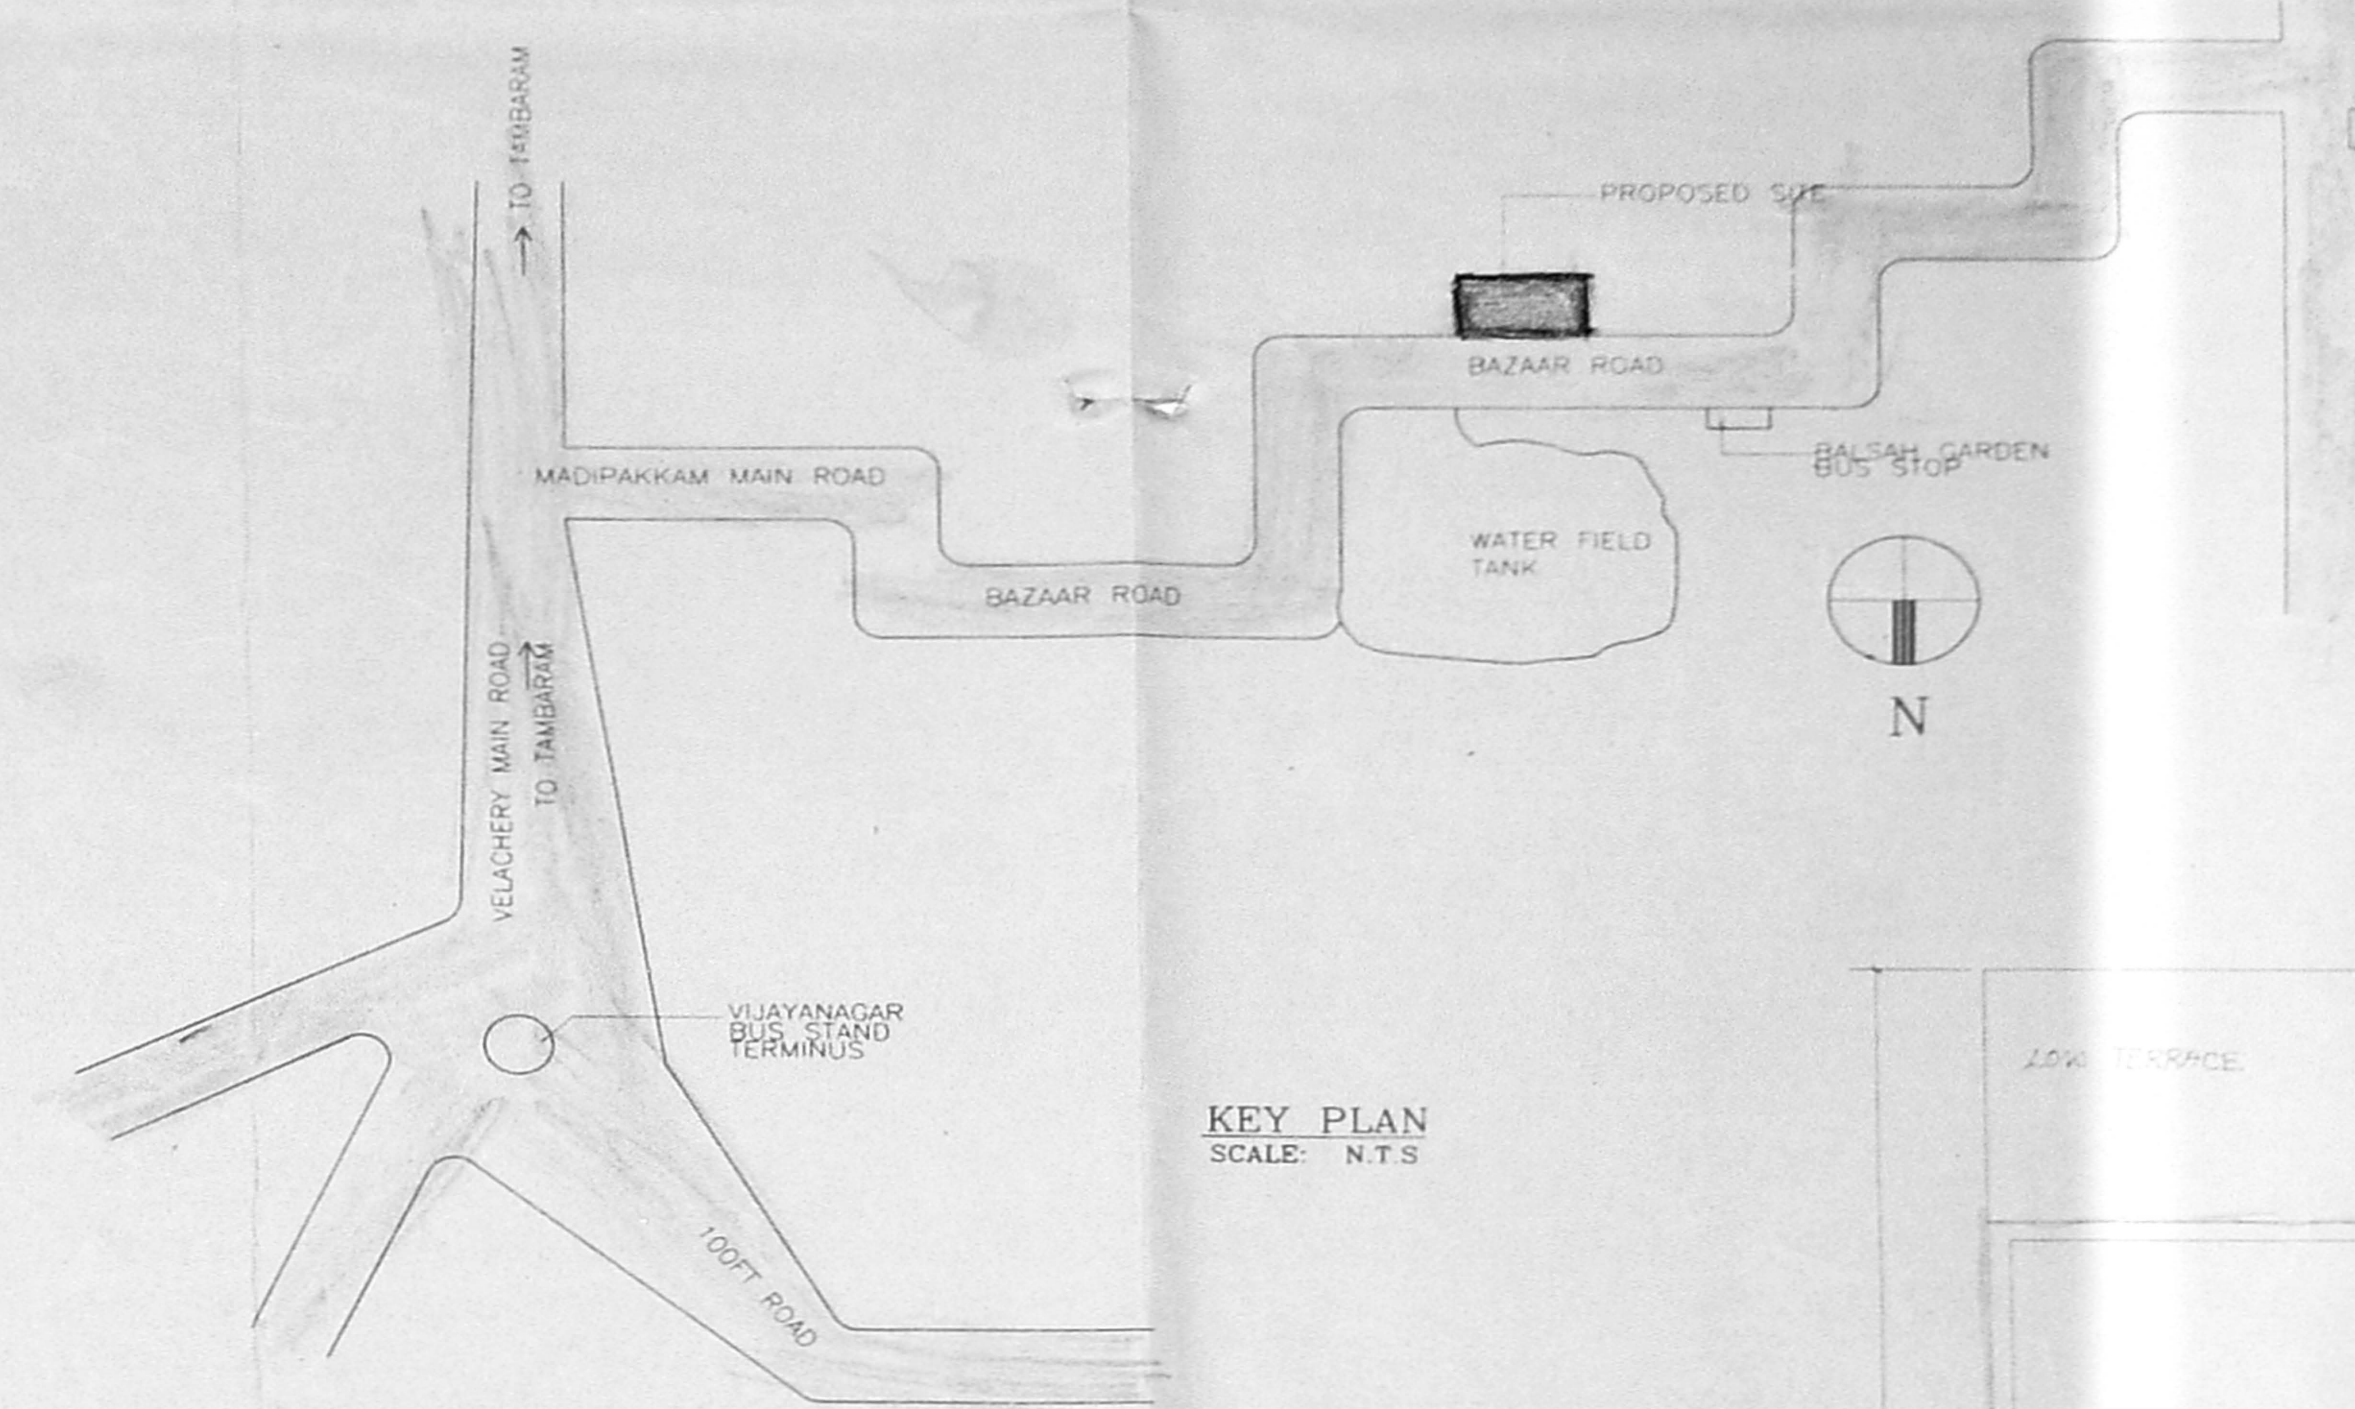 TO TAMBARAM
PROPOSED SITE
BAZAAR ROAD
MADIPAKKAM MAIN ROAD
BALSAH GARDEN
BUS STOP
WATER FIELD
TANK
BAZAAR ROAD
VELACHERY MAIN ROAD
TO TAMBARAM
N
VIJAYANAGAR
BUS STAND
TERMINUS
LOW TERRACE
KEY PLAN
SCALE: N.T.S
100FT ROAD